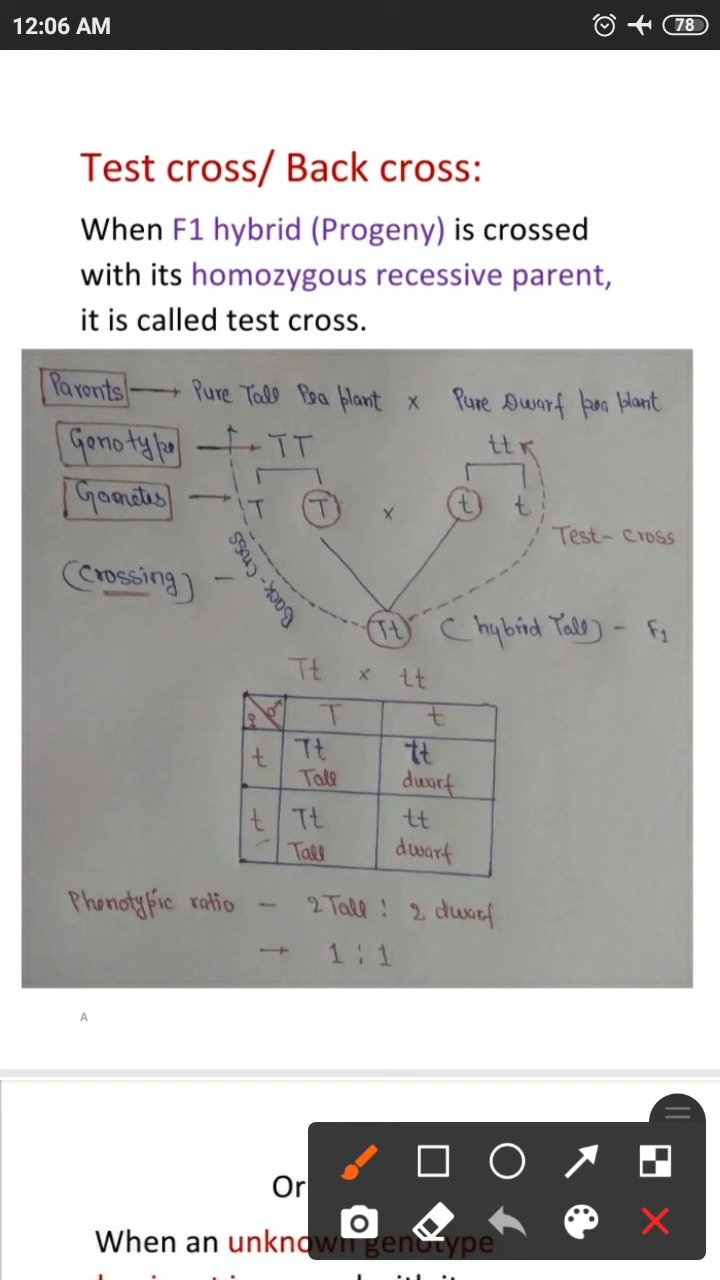 12:06 AM
78
Test cross/ Back cross:
When F1 hybrid (Progeny) is crossed
with its homozygous recessive parent,
it is called test cross.
Parents → Pure Tall Pea plant x Pure Dwarf pea plant
Genotype → TT tt
Gametes → T T x t t
Test-cross
Back-cross
(Crossing) -
Tt (hybrid Tall) - F1
Tt x tt
♀ ♂ T t
t Tt tt
Tall dwarf
t Tt tt
Tall dwarf
Phenotypic ratio - 2 Tall : 2 dwarf
→ 1 : 1
A
Or
When an unknown genotype